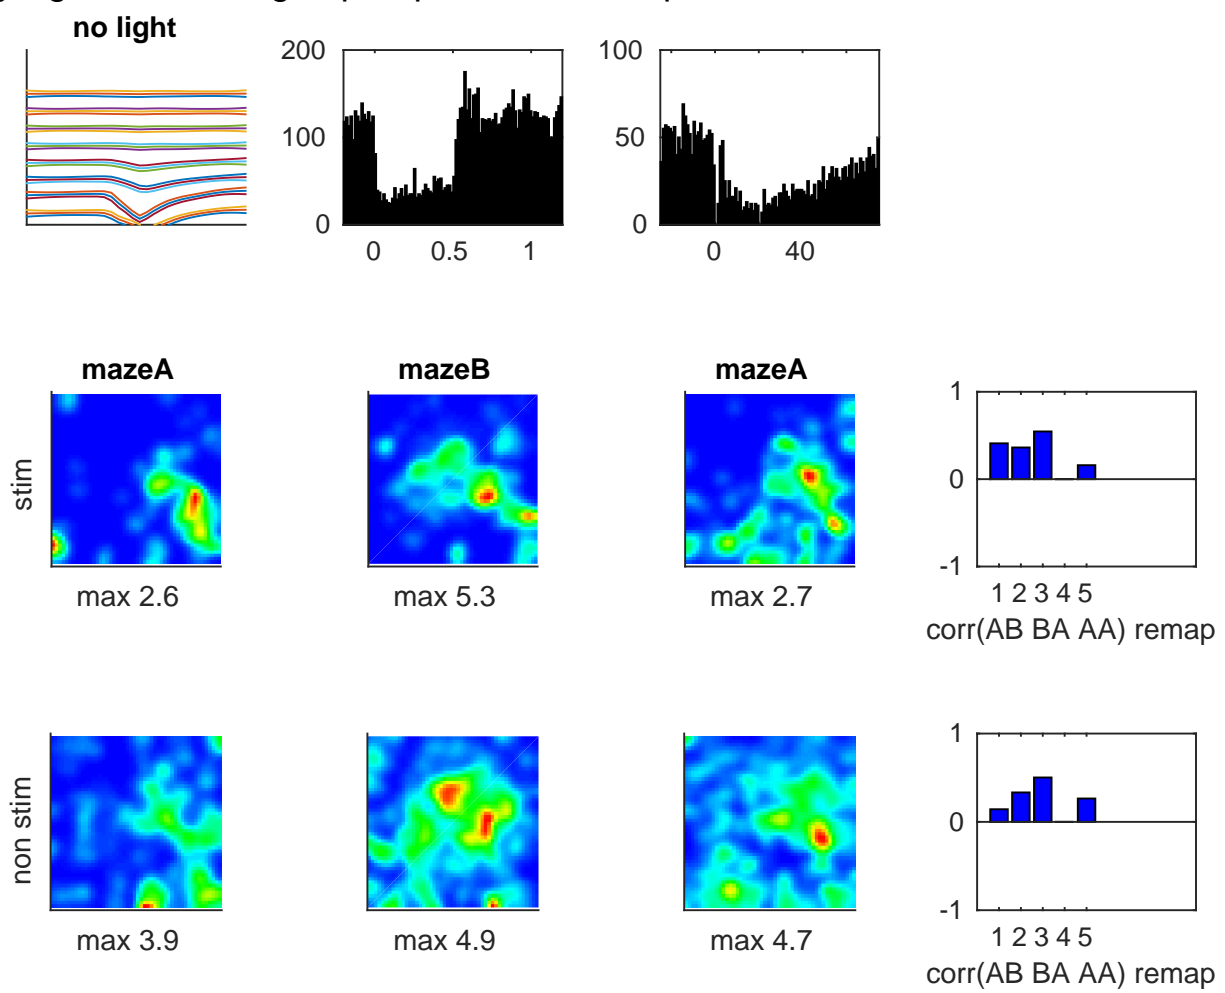 no light
200
100
0
0
0.5
1
100
50
0
0
40
mazeA
mazeB
mazeA
stim
max 2.6
max 5.3
max 2.7
1
0
-1
1 2 3 4 5
corr(AB BA AA) remap
non stim
max 3.9
max 4.9
max 4.7
1
0
-1
1 2 3 4 5
corr(AB BA AA) remap